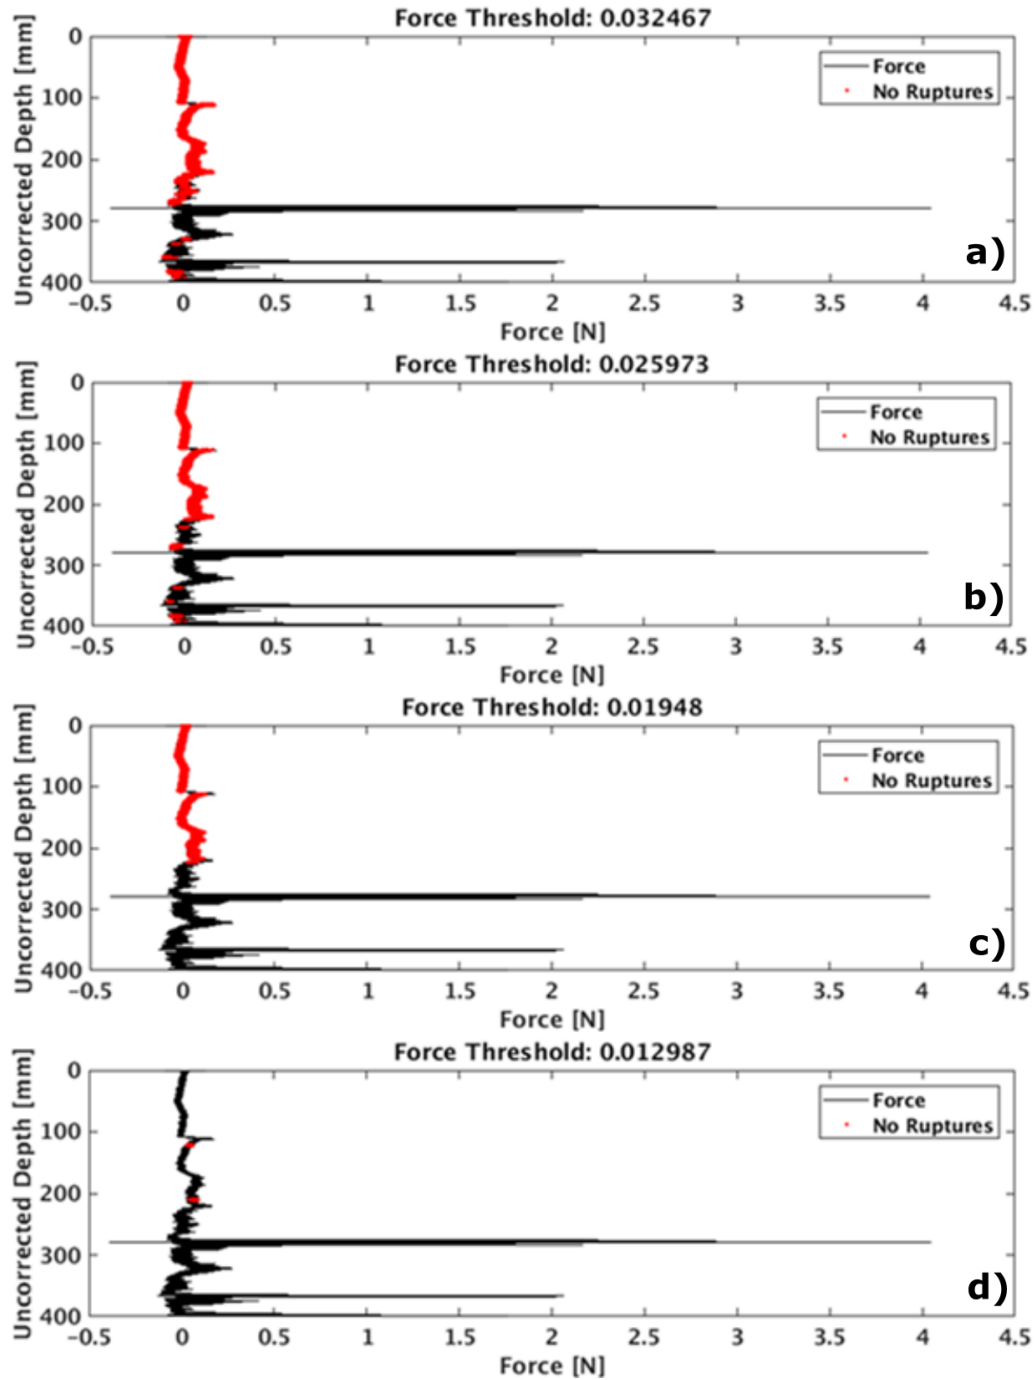 Force Threshold: 0.032467
Uncorrected Depth [mm]
0
100
200
300
400
Force
No Ruptures
a)
−0.5 0 0.5 1 1.5 2 2.5 3 3.5 4 4.5
Force [N]
Force Threshold: 0.025973
Uncorrected Depth [mm]
0
100
200
300
400
Force
No Ruptures
b)
−0.5 0 0.5 1 1.5 2 2.5 3 3.5 4 4.5
Force [N]
Force Threshold: 0.01948
Uncorrected Depth [mm]
0
100
200
300
400
Force
No Ruptures
c)
−0.5 0 0.5 1 1.5 2 2.5 3 3.5 4 4.5
Force [N]
Force Threshold: 0.012987
Uncorrected Depth [mm]
0
100
200
300
400
Force
No Ruptures
d)
−0.5 0 0.5 1 1.5 2 2.5 3 3.5 4 4.5
Force [N]